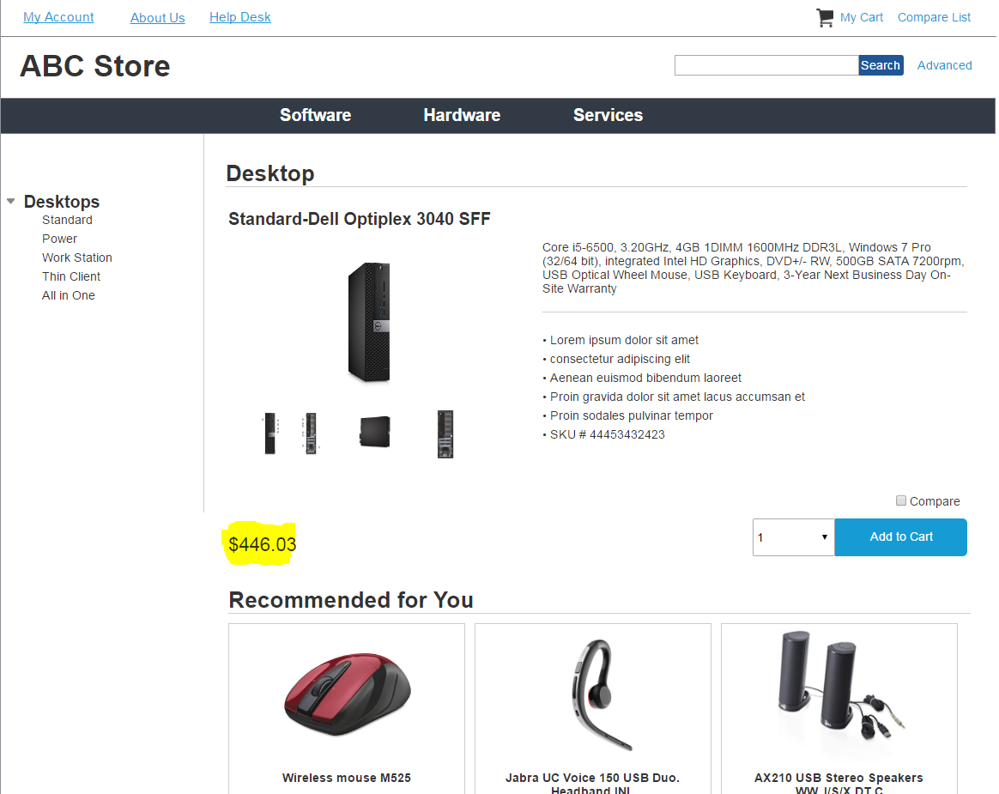 My Account About Us Help Desk My Cart Compare List
ABC Store
Search Advanced
Software Hardware Services
Desktops
Standard
Power
Work Station
Thin Client
All in One
Desktop
Standard-Dell Optiplex 3040 SFF
Core i5-6500, 3.20GHz, 4GB 1DIMM 1600MHz DDR3L, Windows 7 Pro
(32/64 bit), integrated Intel HD Graphics, DVD+/- RW, 500GB SATA 7200rpm,
USB Optical Wheel Mouse, USB Keyboard, 3-Year Next Business Day On-
Site Warranty
• Lorem ipsum dolor sit amet
• consectetur adipiscing elit
• Aenean euismod bibendum laoreet
• Proin gravida dolor sit amet lacus accumsan et
• Proin sodales pulvinar tempor
• SKU # 44453432423
Compare
$446.03
1 Add to Cart
Recommended for You
Wireless mouse M525
Jabra UC Voice 150 USB Duo.
Headband INL
AX210 USB Stereo Speakers
WW, I/S/X DT C